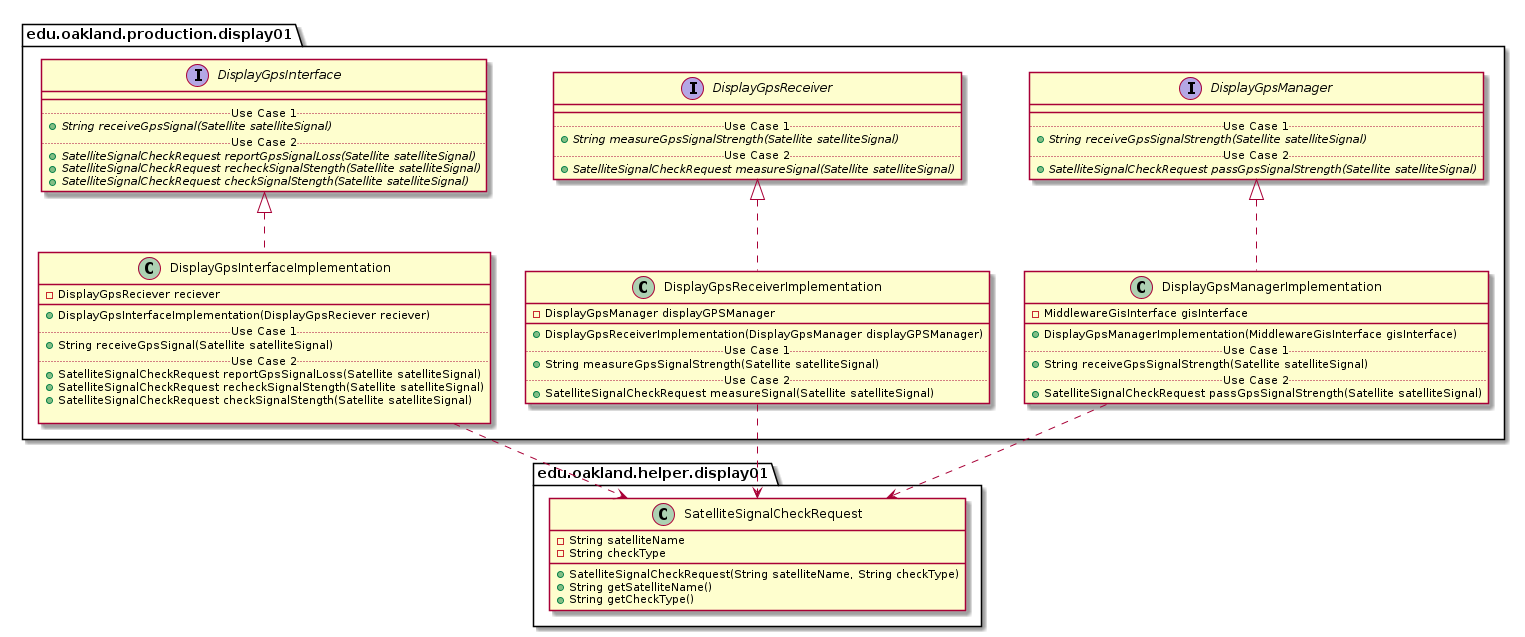 edu.oakland.production.display01
I DisplayGpsInterface
Use Case 1
String receiveGpsSignal(Satellite satelliteSignal)
Use Case 2
SatelliteSignalCheckRequest reportGpsSignalLoss(Satellite satelliteSignal)
SatelliteSignalCheckRequest recheckSignalStength(Satellite satelliteSignal)
SatelliteSignalCheckRequest checkSignalStength(Satellite satelliteSignal)
I DisplayGpsReceiver
Use Case 1
String measureGpsSignalStrength(Satellite satelliteSignal)
Use Case 2
SatelliteSignalCheckRequest measureSignal(Satellite satelliteSignal)
I DisplayGpsManager
Use Case 1
String receiveGpsSignalStrength(Satellite satelliteSignal)
Use Case 2
SatelliteSignalCheckRequest passGpsSignalStrength(Satellite satelliteSignal)
C DisplayGpsInterfaceImplementation
DisplayGpsReciever reciever
DisplayGpsInterfaceImplementation(DisplayGpsReciever reciever)
Use Case 1
String receiveGpsSignal(Satellite satelliteSignal)
Use Case 2
SatelliteSignalCheckRequest reportGpsSignalLoss(Satellite satelliteSignal)
SatelliteSignalCheckRequest recheckSignalStength(Satellite satelliteSignal)
SatelliteSignalCheckRequest checkSignalStength(Satellite satelliteSignal)
C DisplayGpsReceiverImplementation
DisplayGpsManager displayGPSManager
DisplayGpsReceiverImplementation(DisplayGpsManager displayGPSManager)
Use Case 1
String measureGpsSignalStrength(Satellite satelliteSignal)
Use Case 2
SatelliteSignalCheckRequest measureSignal(Satellite satelliteSignal)
C DisplayGpsManagerImplementation
MiddlewareGisInterface gisInterface
DisplayGpsManagerImplementation(MiddlewareGisInterface gisInterface)
Use Case 1
String receiveGpsSignalStrength(Satellite satelliteSignal)
Use Case 2
SatelliteSignalCheckRequest passGpsSignalStrength(Satellite satelliteSignal)
edu.oakland.helper.display01
C SatelliteSignalCheckRequest
String satelliteName
String checkType
SatelliteSignalCheckRequest(String satelliteName, String checkType)
String getSatelliteName()
String getCheckType()